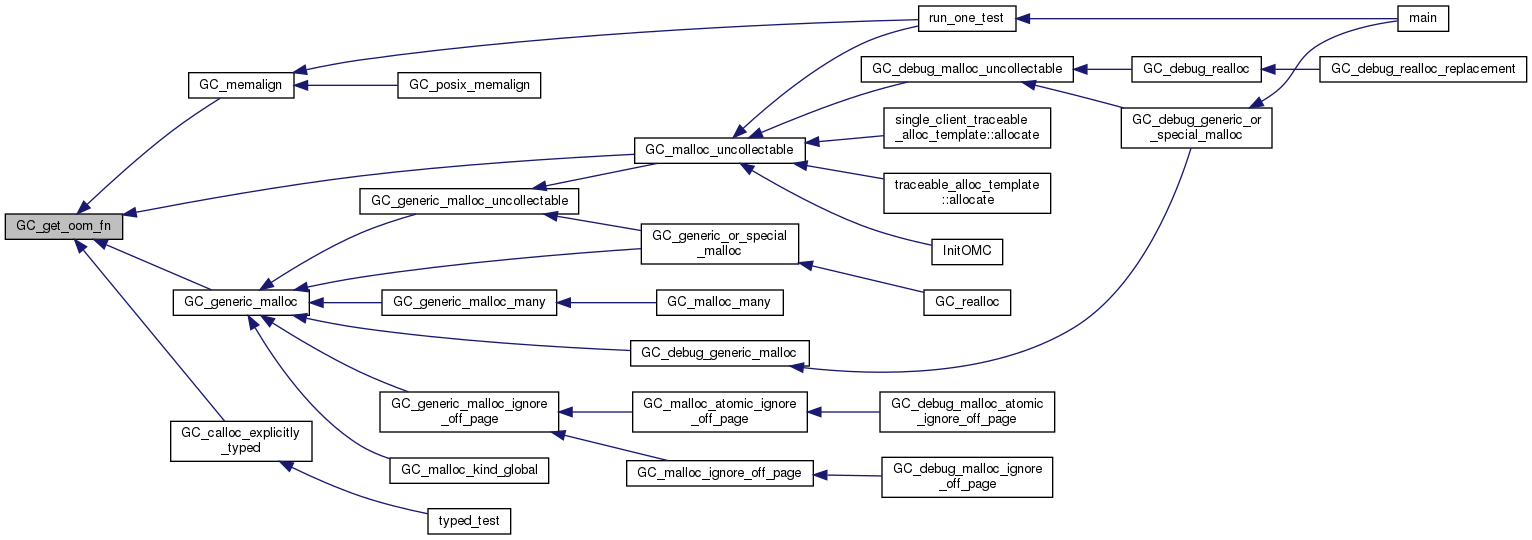 run_one_test
main
GC_debug_malloc_uncollectable
GC_debug_realloc
GC_debug_realloc_replacement
GC_memalign
GC_posix_memalign
single_client_traceable
_alloc_template::allocate
GC_debug_generic_or
_special_malloc
GC_malloc_uncollectable
traceable_alloc_template
::allocate
GC_generic_malloc_uncollectable
GC_get_oom_fn
GC_generic_or_special
_malloc
InitOMC
GC_generic_malloc
GC_generic_malloc_many
GC_malloc_many
GC_realloc
GC_debug_generic_malloc
GC_generic_malloc_ignore
_off_page
GC_malloc_atomic_ignore
_off_page
GC_debug_malloc_atomic
_ignore_off_page
GC_calloc_explicitly
_typed
GC_malloc_kind_global
GC_malloc_ignore_off_page
GC_debug_malloc_ignore
_off_page
typed_test